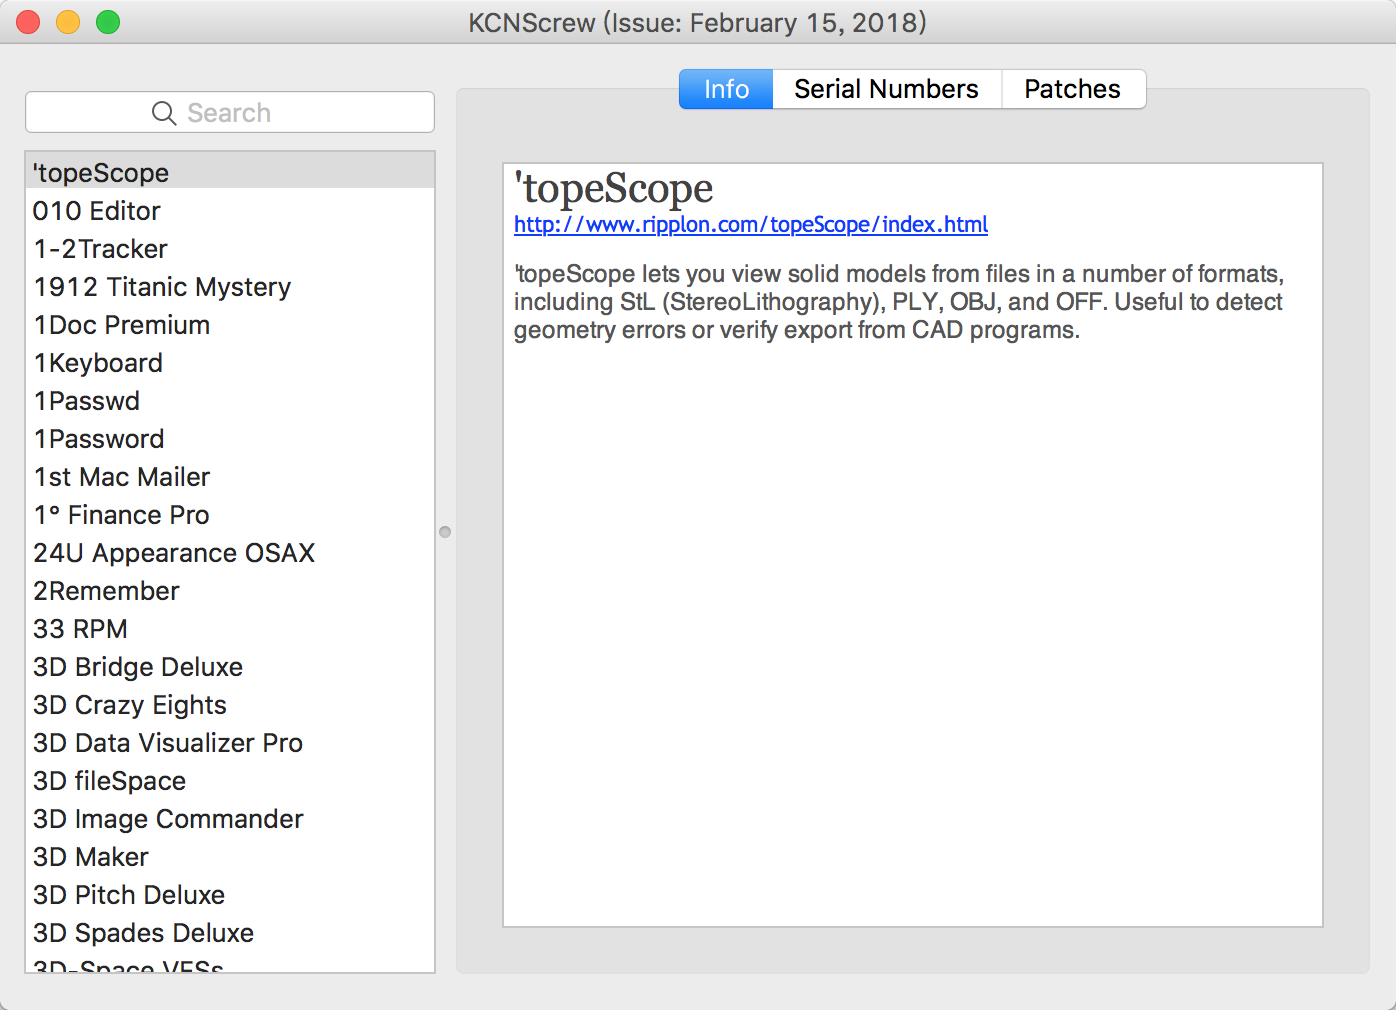 KCNScrew (Issue: February 15, 2018)
Search
Info
Serial Numbers
Patches
'topeScope
010 Editor
1-2Tracker
1912 Titanic Mystery
1Doc Premium
1Keyboard
1Passwd
1Password
1st Mac Mailer
1° Finance Pro
24U Appearance OSAX
2Remember
33 RPM
3D Bridge Deluxe
3D Crazy Eights
3D Data Visualizer Pro
3D fileSpace
3D Image Commander
3D Maker
3D Pitch Deluxe
3D Spades Deluxe
3D-Space VFSs
'topeScope
http://www.ripplon.com/topeScope/index.html
'topeScope lets you view solid models from files in a number of formats,
including StL (StereoLithography), PLY, OBJ, and OFF. Useful to detect
geometry errors or verify export from CAD programs.